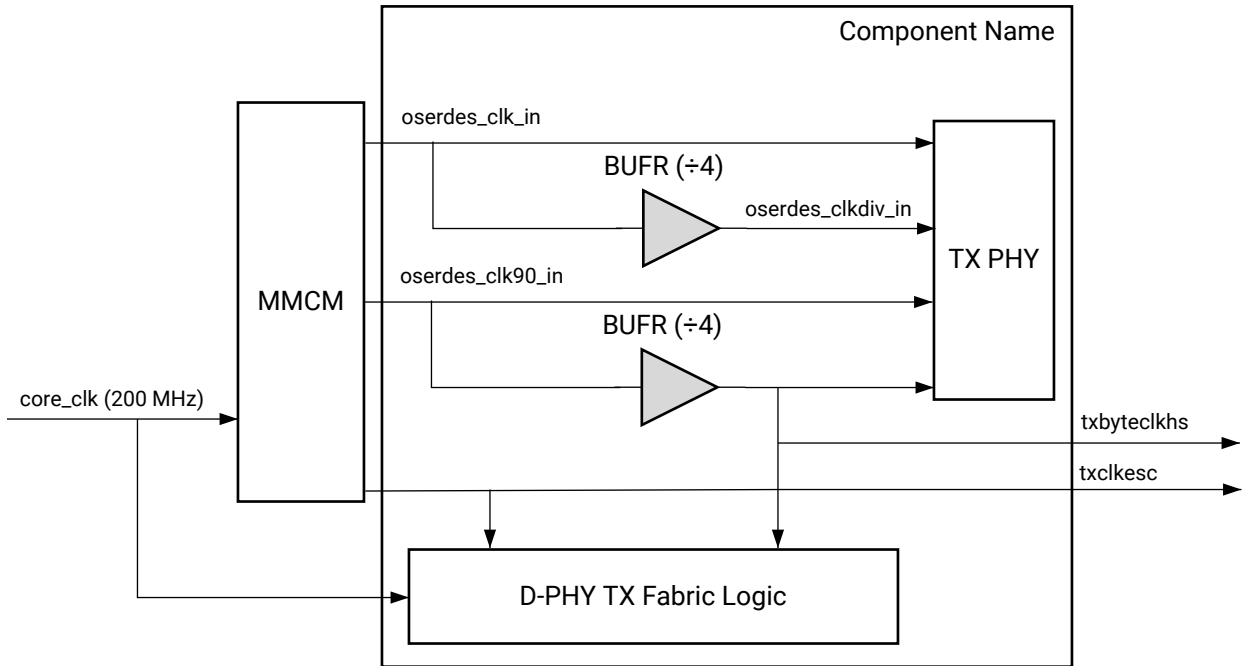 Component Name
oserdes_clk_in
BUFR (÷4)
oserdes_clkdiv_in
TX PHY
oserdes_clk90_in
MMCM
BUFR (÷4)
core_clk (200 MHz)
txbyteclkhs
txclkesc
D-PHY TX Fabric Logic